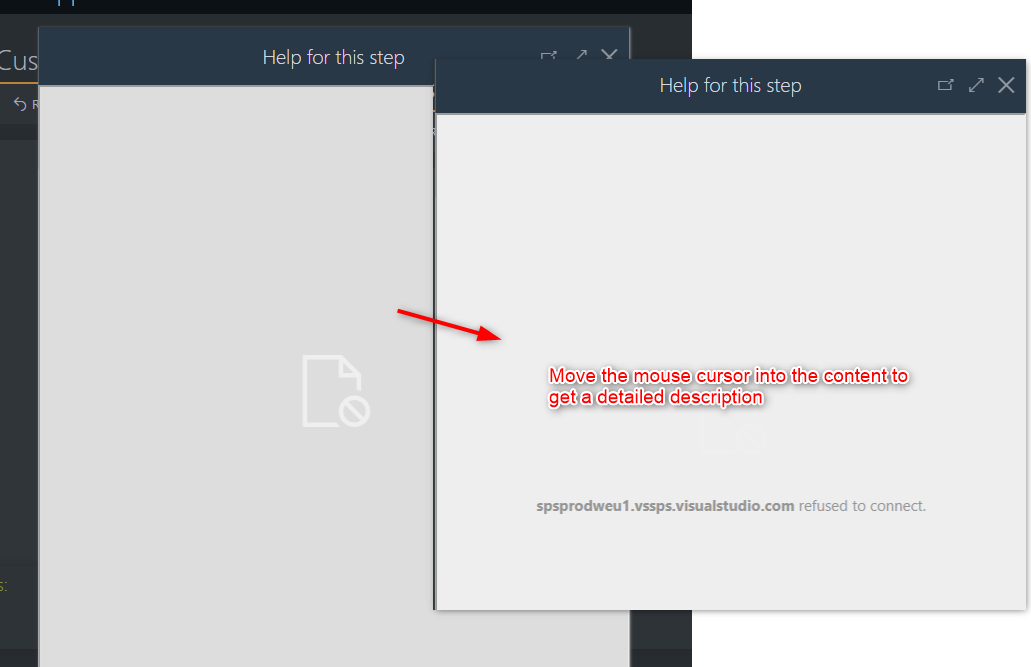 Cus
Help for this step
R
Help for this step
Move the mouse cursor into the content to
get a detailed description
spsprodweu1.vssps.visualstudio.com refused to connect.
s: